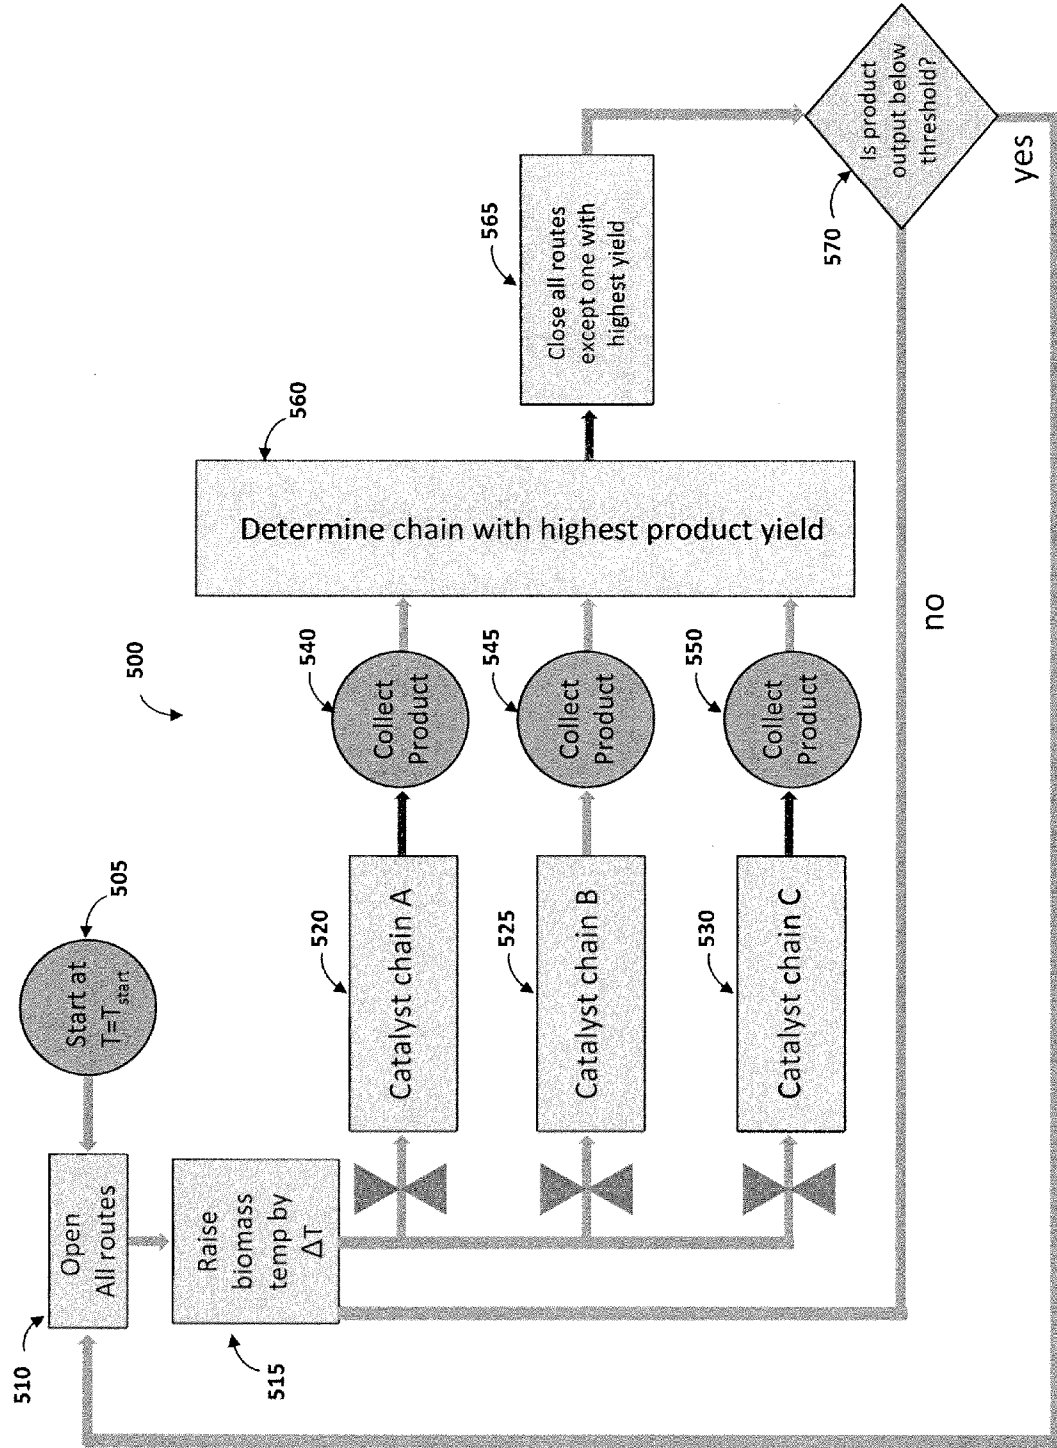 500
505
Start at
T=Tstart
510
Open
All routes
515
Raise
biomass
temp by
ΔT
520
Catalyst chain A
525
Catalyst chain B
530
Catalyst chain C
540
Collect
Product
545
Collect
Product
550
Collect
Product
560
Determine chain with highest product yield
565
Close all routes
except one with
highest yield
570
Is product
output below
threshold?
no
yes